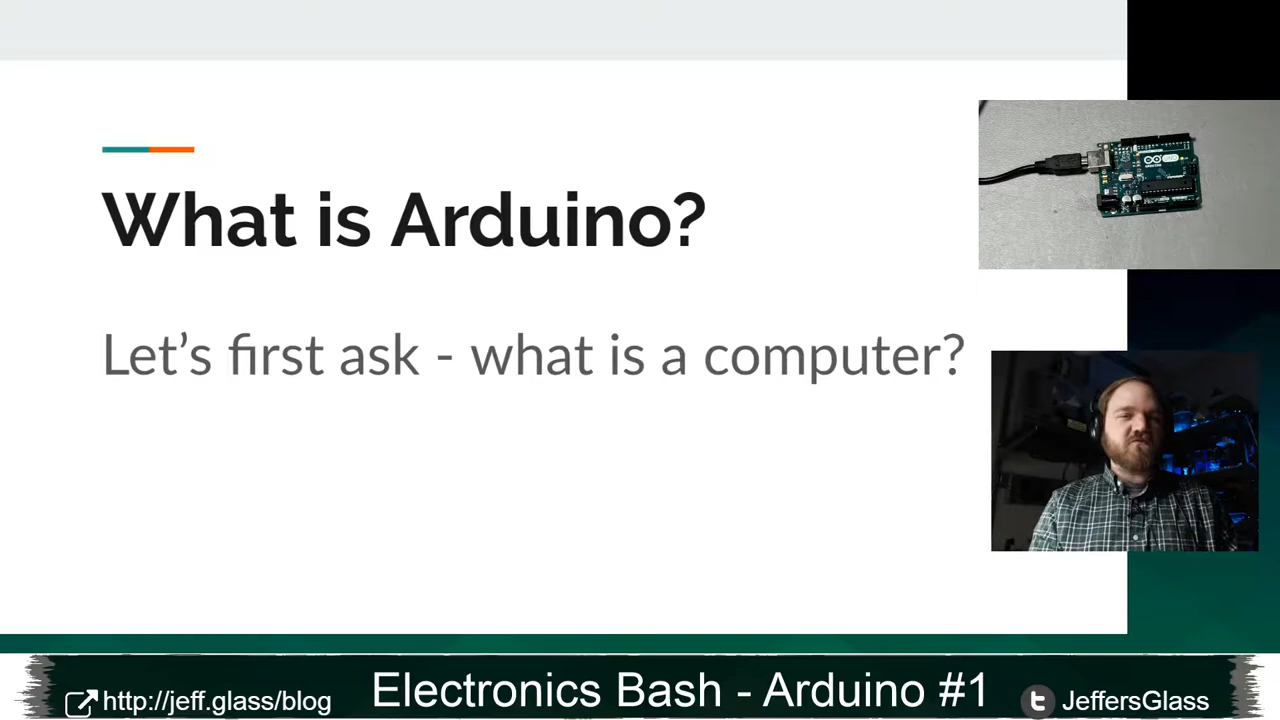 What is Arduino?
Let's first ask - what is a computer?
http://jeff.glass/blog
Electronics Bash - Arduino #1
JeffersGlass